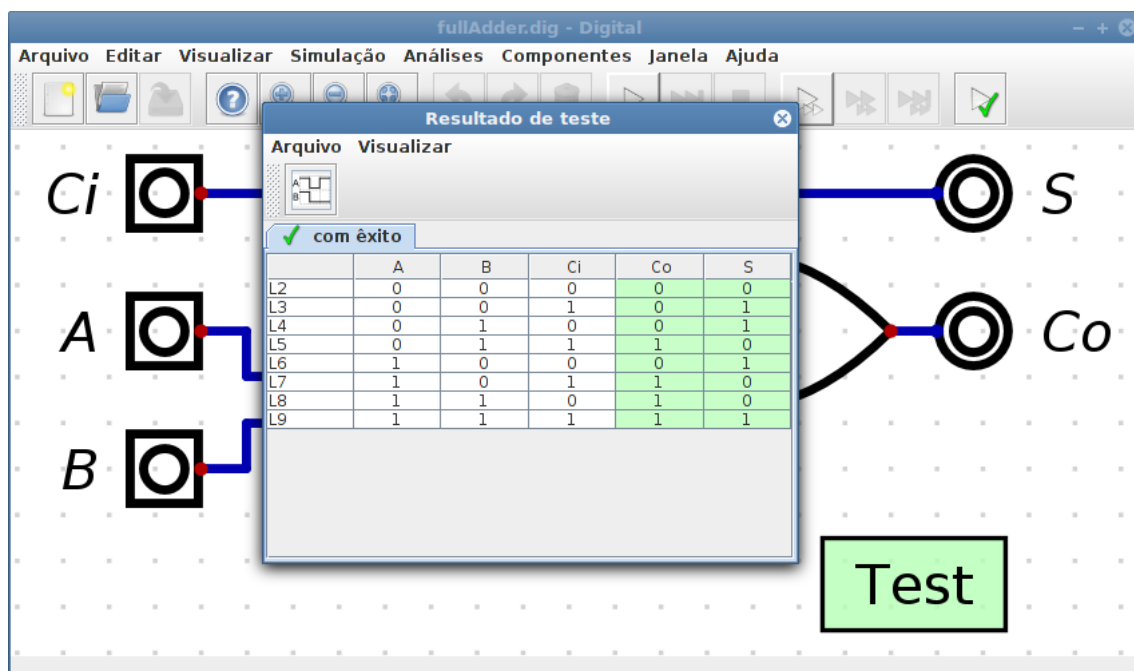 fullAdder.dig - Digital
Arquivo Editar Visualizar Simulação Análises Componentes Janela Ajuda
Resultado de teste
Arquivo Visualizar
Ci
S
com êxito
A B Ci Co S
L2 0 0 0 0 0
L3 0 0 1 0 1
L4 0 1 0 0 1
L5 0 1 1 1 0
L6 1 0 0 0 1
L7 1 0 1 1 0
L8 1 1 0 1 0
L9 1 1 1 1 1
A
Co
B
Test